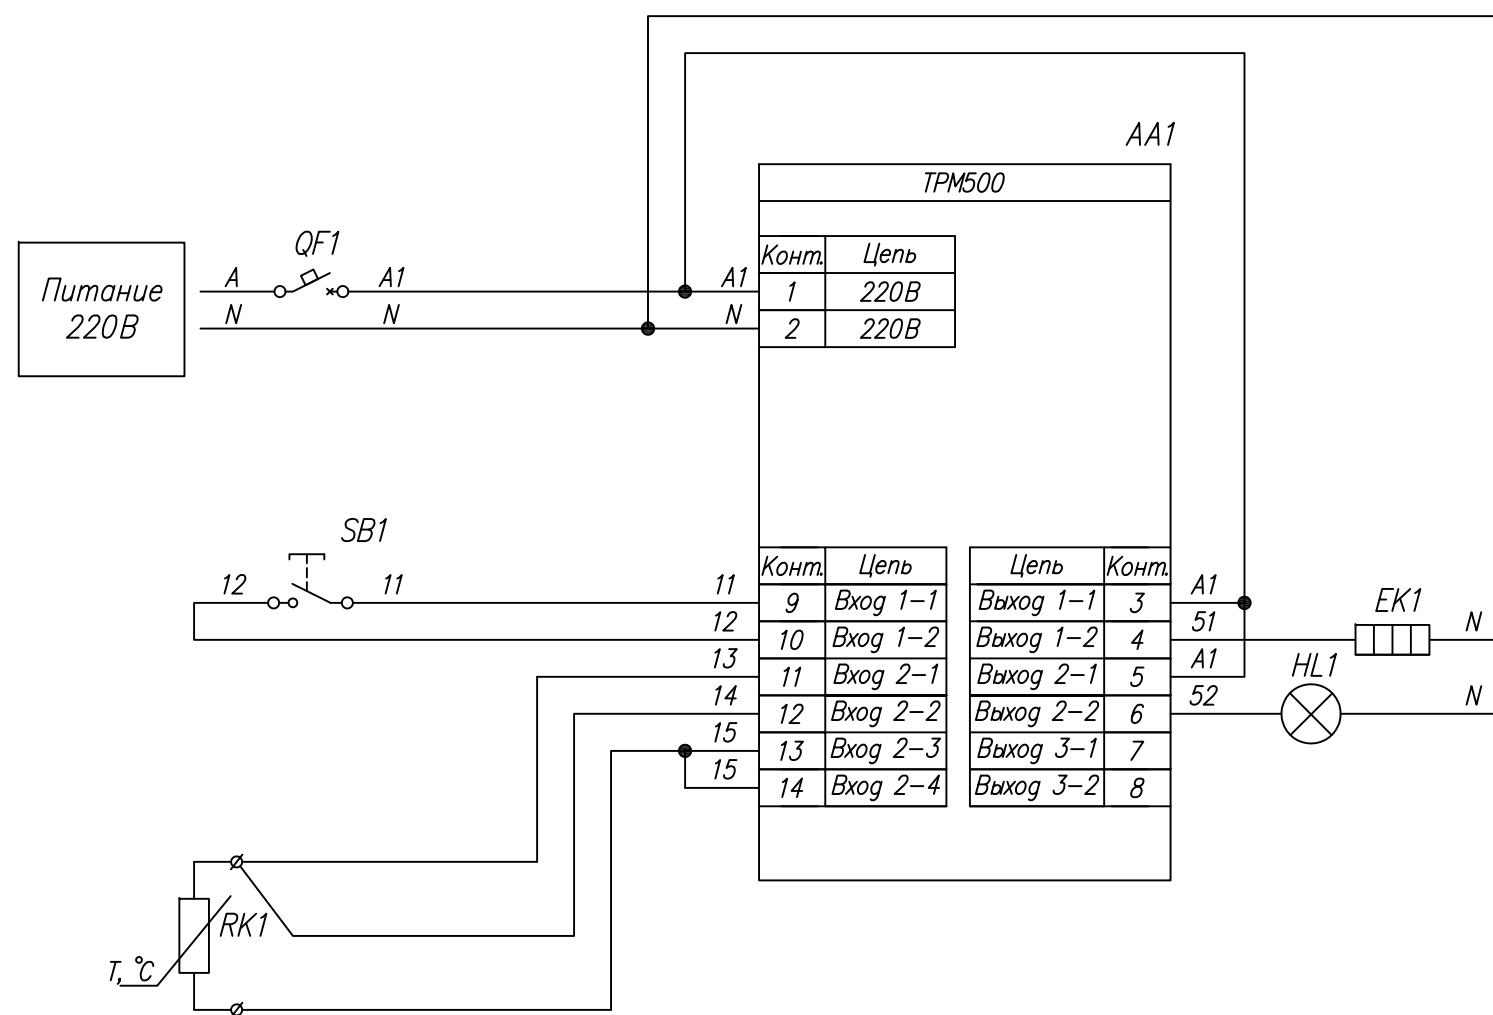 AA1
ТРМ500
QF1
Конт. Цепь
Питание
220В
A A1 A1 1 220В
N N N 2 220В
SB1
Конт. Цепь Цепь Конт.
12 11 11 9 Вход 1-1 Выход 1-1 3 A1 EK1
12 10 Вход 1-2 Выход 1-2 4 51 N
13 11 Вход 2-1 Выход 2-1 5 A1 HL1
14 12 Вход 2-2 Выход 2-2 6 52 N
15 13 Вход 2-3 Выход 3-1 7
15 14 Вход 2-4 Выход 3-2 8
RK1
T, °C